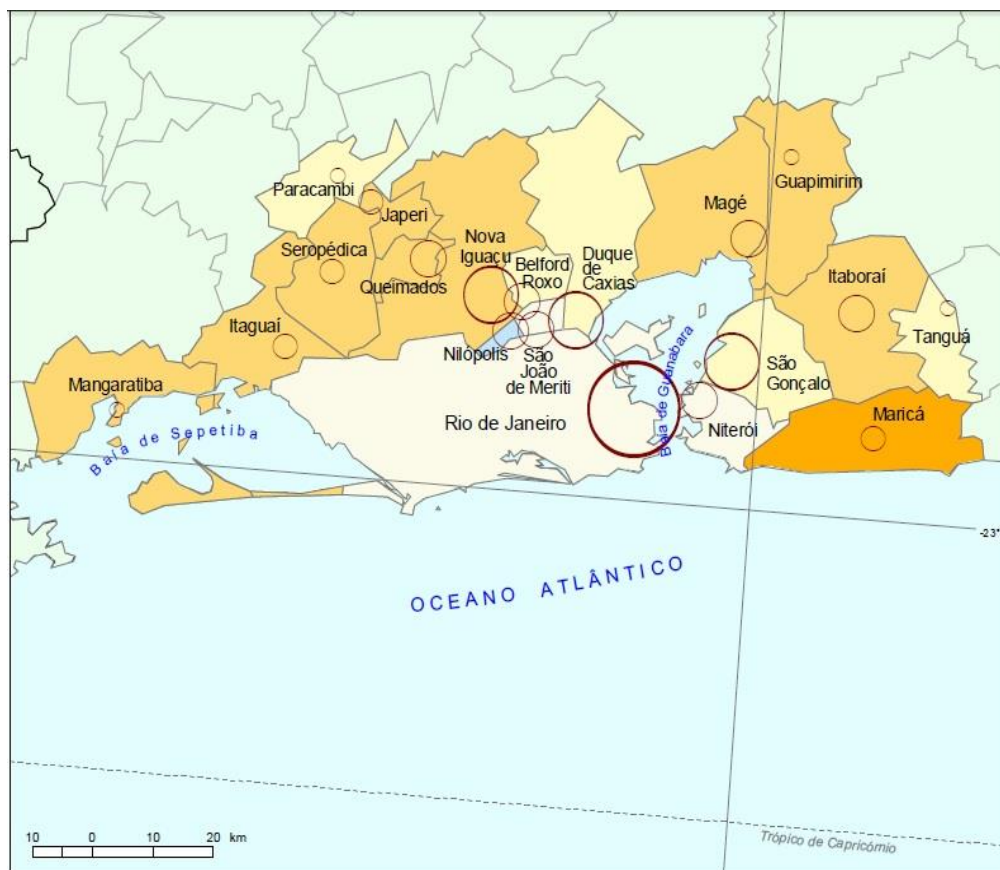 Paracambi
Japeri
Seropédica
Queimados
Nova
Iguaçu
Belford
Roxo
Duque
de
Caxias
Magé
Guapimirim
Itaboraí
Tanguá
Itaguaí
Mangaratiba
Nilópolis
São
João
de Meriti
São
Gonçalo
Rio de Janeiro
Niterói
Maricá
Baía de Guanabara
Baía de Sepetiba
-23°
OCEANO ATLÂNTICO
Trópico de Capricórnio
10 0 10 20 km